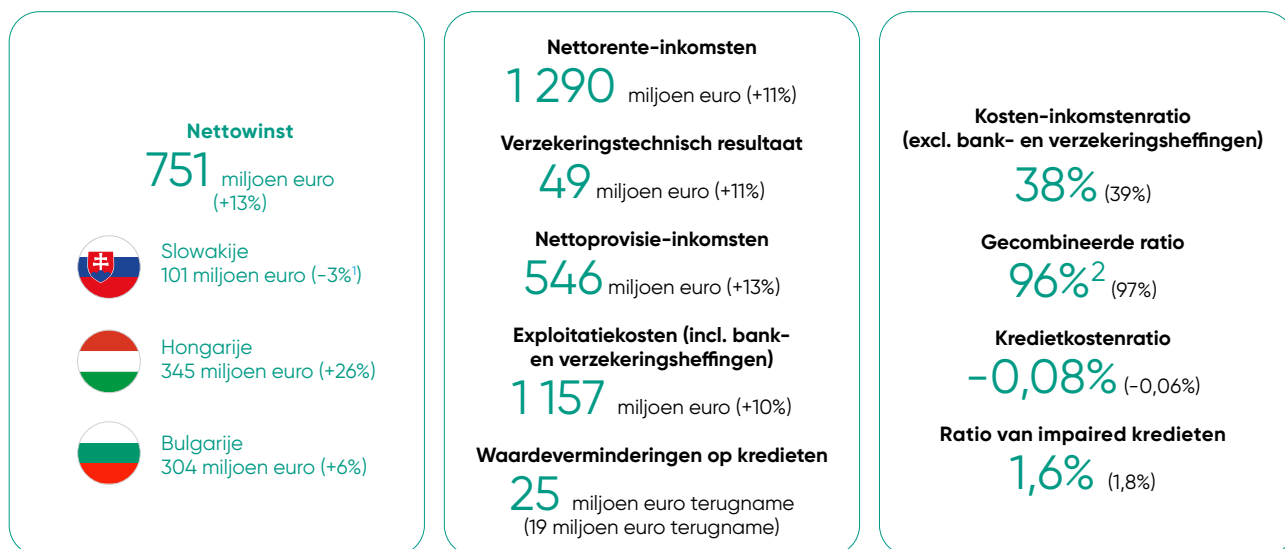 Nettowinst
751 miljoen euro
(+13%)
Slowakije
101 miljoen euro (-3%¹)
Hongarije
345 miljoen euro (+26%)
Bulgarije
304 miljoen euro (+6%)
Nettorente-inkomsten
1 290 miljoen euro (+11%)
Verzekeringstechnisch resultaat
49 miljoen euro (+11%)
Nettoprovisie-inkomsten
546 miljoen euro (+13%)
Exploitatiekosten (incl. bank-
en verzekeringsheffingen)
1 157 miljoen euro (+10%)
Waardeverminderingen op kredieten
25 miljoen euro terugname
(19 miljoen euro terugname)
Kosten-inkomstenratio
(excl. bank- en verzekeringsheffingen)
38% (39%)
Gecombineerde ratio
96%² (97%)
Kredietkostenratio
-0,08% (-0,06%)
Ratio van impaired kredieten
1,6% (1,8%)